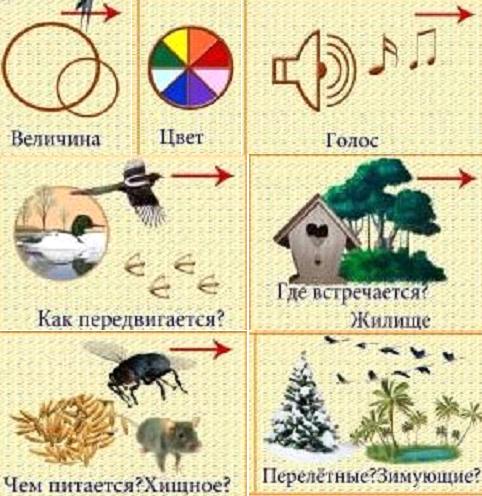 Величина
Цвет
Голос
Как передвигается?
Где встречается?
Жилище
Чем питается?Хищное?
Перелётные?Зимующие?